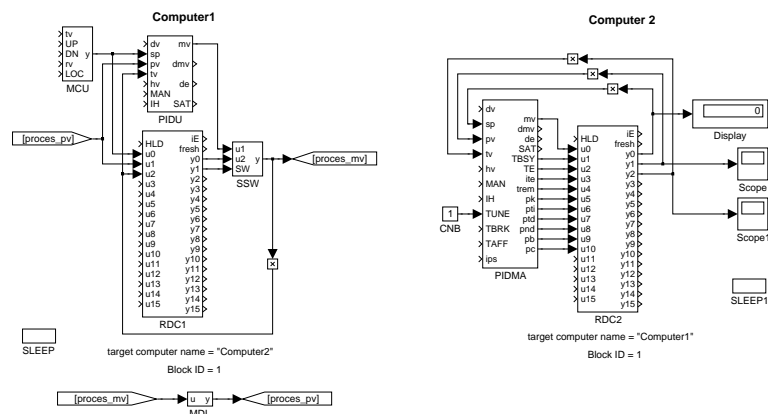 Computer1
tv
UP
DN y
rv
LOC
MCU
dv mv
sp
pv dmv
tv
hv de
MAN
IH SAT
PIDU
[proces_pv]
HLD iE
fresh
u0 y0
u1 y1
u2 y2
u3 y3
u4 y4
u5 y5
u6 y6
u7 y7
u8 y8
u9 y9
u10 y10
u11 y11
u12 y12
u13 y13
u14 y14
u15 y15
RDC1
u1
u2 y
SW
SSW
[proces_mv]
SLEEP
target computer name = "Computer2"
Block ID = 1
[proces_mv]
u y
MDL
[proces_pv]
Computer 2
dv mv
sp dmv
pv de
SAT
tv TBSY
hv TE
ite
MAN trem
IH pk
pti
TUNE ptd
TBRK pnd
TAFF pb
pc
ips
PIDMA
1
CNB
HLD iE
fresh
u0 y0
u1 y1
u2 y2
u3 y3
u4 y4
u5 y5
u6 y6
u7 y7
u8 y8
u9 y9
u10 y10
u11 y11
u12 y12
u13 y13
u14 y14
u15 y15
RDC2
0
Display
Scope
Scope1
SLEEP1
target computer name = "Computer1"
Block ID = 1